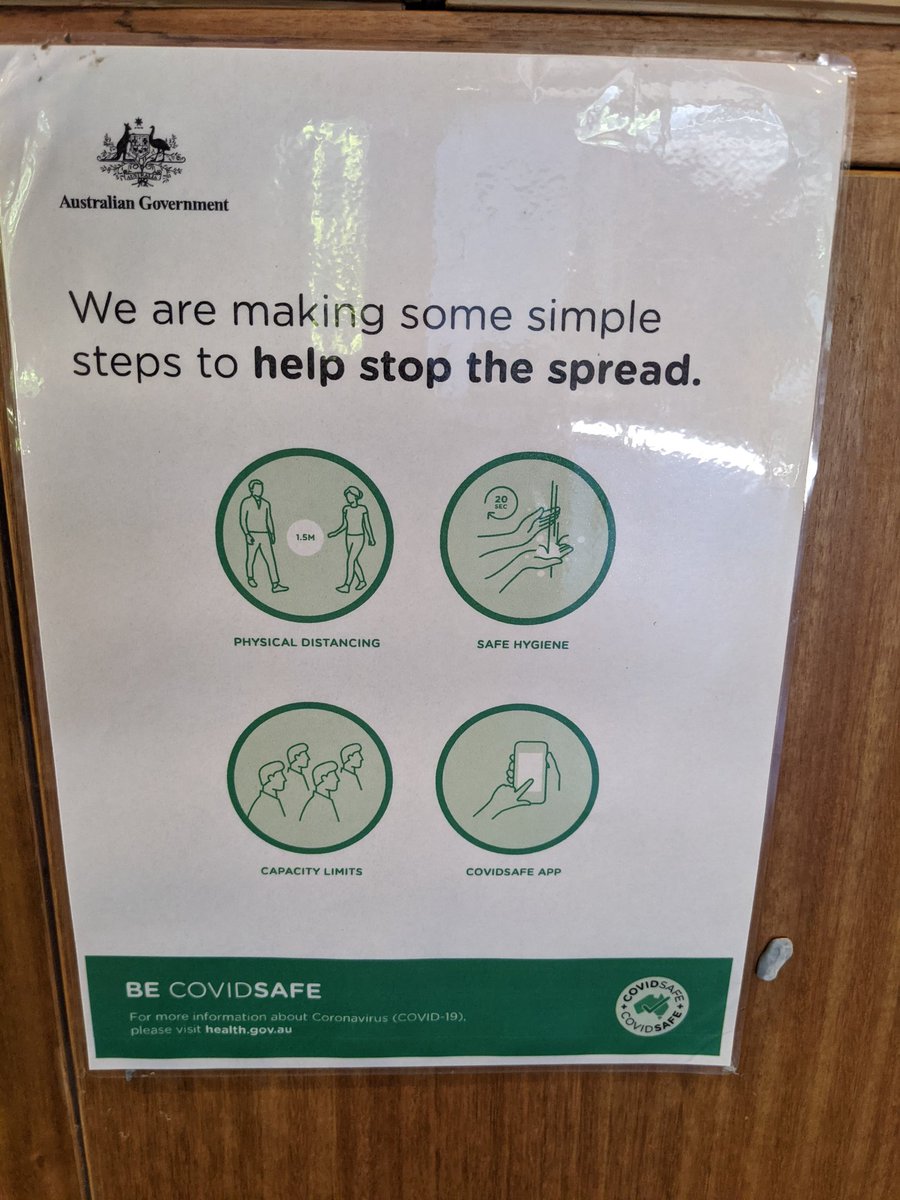 Australian Government
We are making some simple
steps to help stop the spread.
1.5M
20
SEC
PHYSICAL DISTANCING
SAFE HYGIENE
CAPACITY LIMITS
COVIDSAFE APP
BE COVIDSAFE
For more information about Coronavirus (COVID-19),
please visit health.gov.au
COVIDSAFE
COVIDSAFE